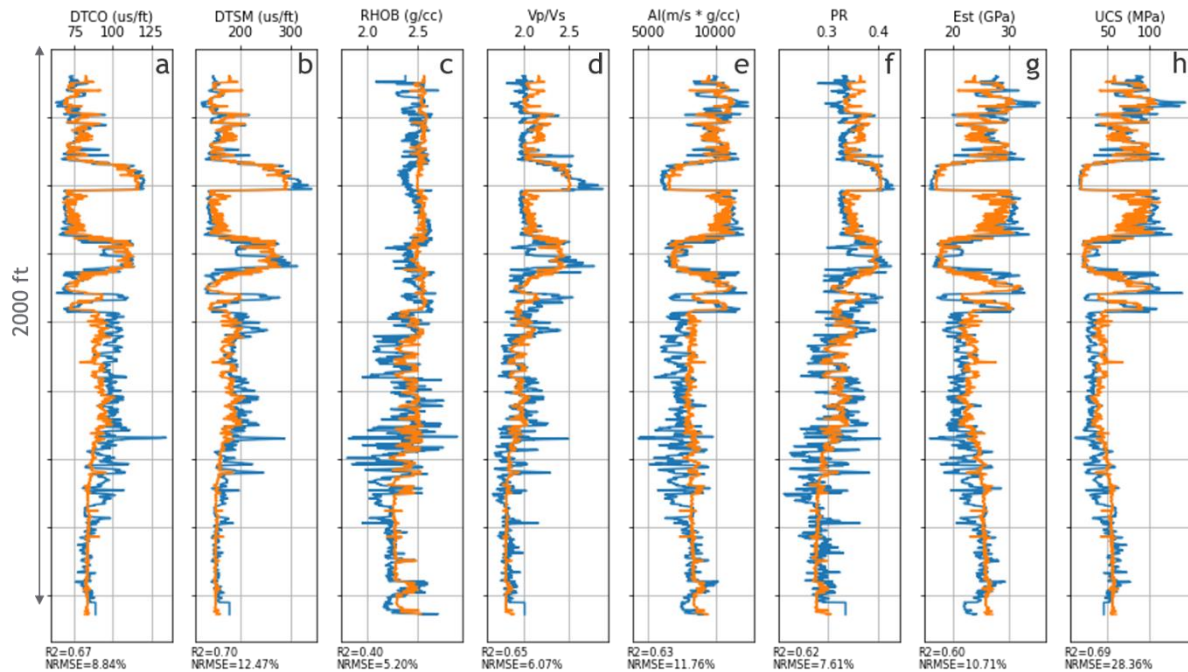 DTCO (us/ft) DTSM (us/ft) RHOB (g/cc) Vp/Vs AI(m/s * g/cc) PR Est (GPa) UCS (MPa)
75 100 125 200 300 2.0 2.5 2.0 2.5 5000 10000 0.3 0.4 20 30 50 100
a b c d e f g h
2000 ft
R2=0.67 R2=0.70 R2=0.40 R2=0.65 R2=0.63 R2=0.62 R2=0.60 R2=0.69
NRMSE=8.84% NRMSE=12.47% NRMSE=5.20% NRMSE=6.07% NRMSE=11.76% NRMSE=7.61% NRMSE=10.71% NRMSE=28.36%